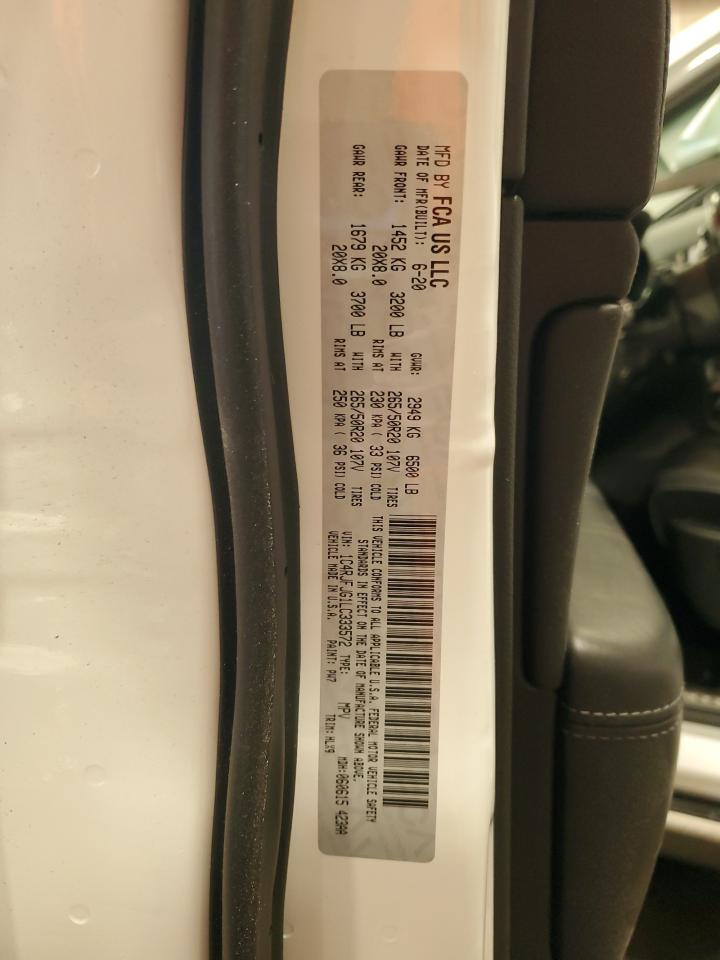 MFD BY FCA US LLC
DATE OF MFR(BUILT): 6-20 GVWR: 2949 KG 6500 LB
GAWR FRONT: 1452 KG 3200 LB WITH 265/50R20 107V TIRES
20X8.0 RIMS AT 230 KPA ( 33 PSI) COLD
GAWR REAR: 1679 KG 3700 LB WITH 265/50R20 107V TIRES
20X8.0 RIMS AT 250 KPA ( 36 PSI) COLD
THIS VEHICLE CONFORMS TO ALL APPLICABLE U.S.A. FEDERAL MOTOR VEHICLE SAFETY
STANDARDS IN EFFECT ON THE DATE OF MANUFACTURE SHOWN ABOVE.
VIN: 1C4RJFJG1LC333572 TYPE: MPV MDH:060615 423AA
VEHICLE MADE IN U.S.A. PAINT: PW7 TRIM:HLX9